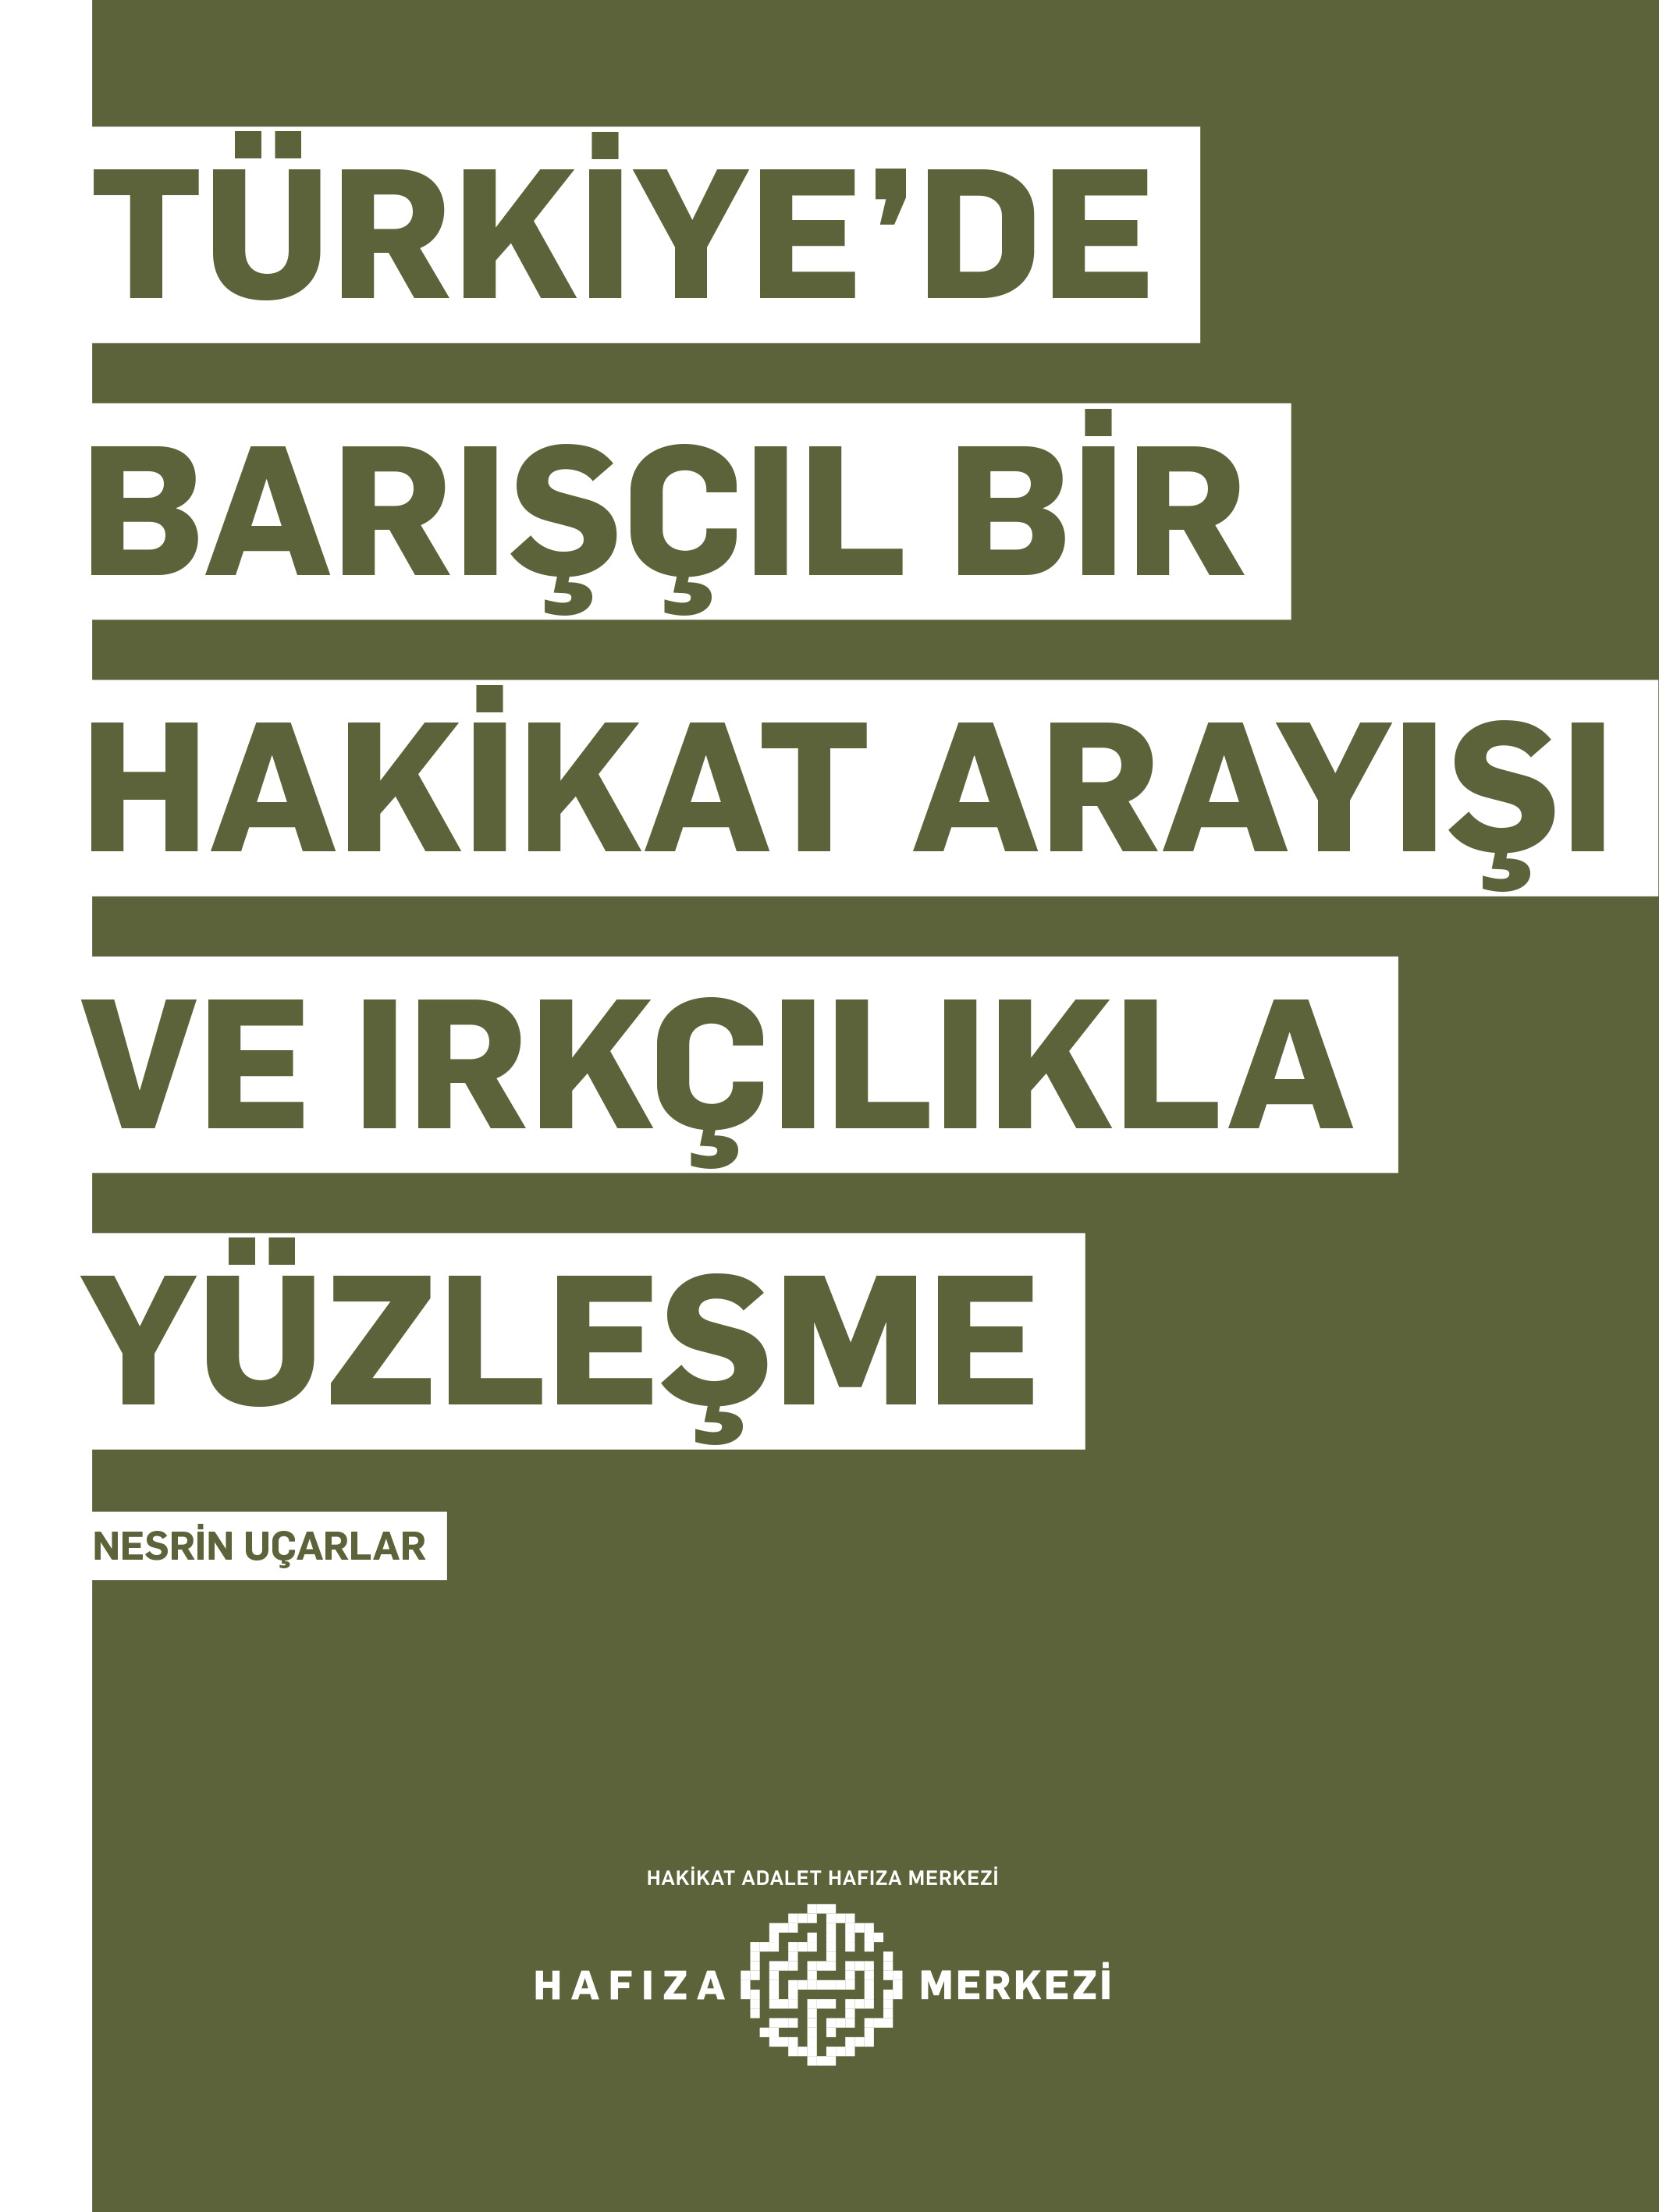 TÜRKİYE’DE
BARIŞÇIL BİR
HAKİKAT ARAYIŞI
VE IRKÇILIKLA
YÜZLEŞME
NESRİN UÇARLAR
HAKİKAT ADALET HAFIZA MERKEZİ
HAFIZA MERKEZİ